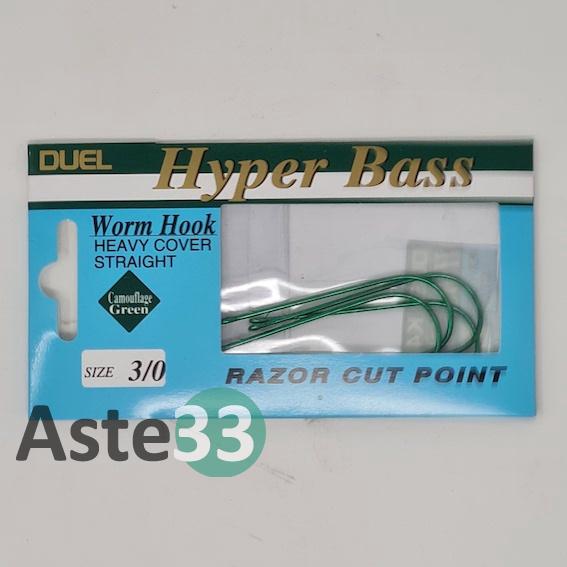 DUEL
Hyper Bass
Worm Hook
HEAVY COVER
STRAIGHT
Camouflage
Green
SIZE 3/0
RAZOR CUT POINT
Aste33